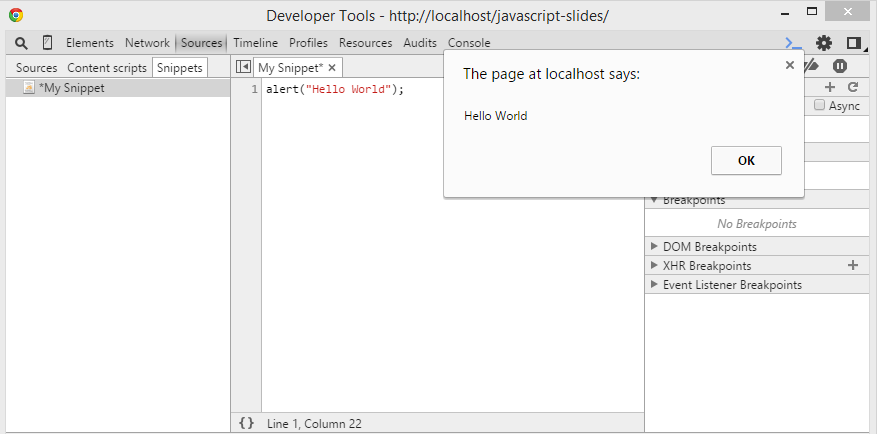 Developer Tools - http://localhost/javascript-slides/
Elements Network Sources Timeline Profiles Resources Audits Console
Sources Content scripts Snippets
My Snippet*
*My Snippet
1 alert("Hello World");
The page at localhost says:
Hello World
OK
Async
Breakpoints
No Breakpoints
DOM Breakpoints
XHR Breakpoints
Event Listener Breakpoints
{} Line 1, Column 22